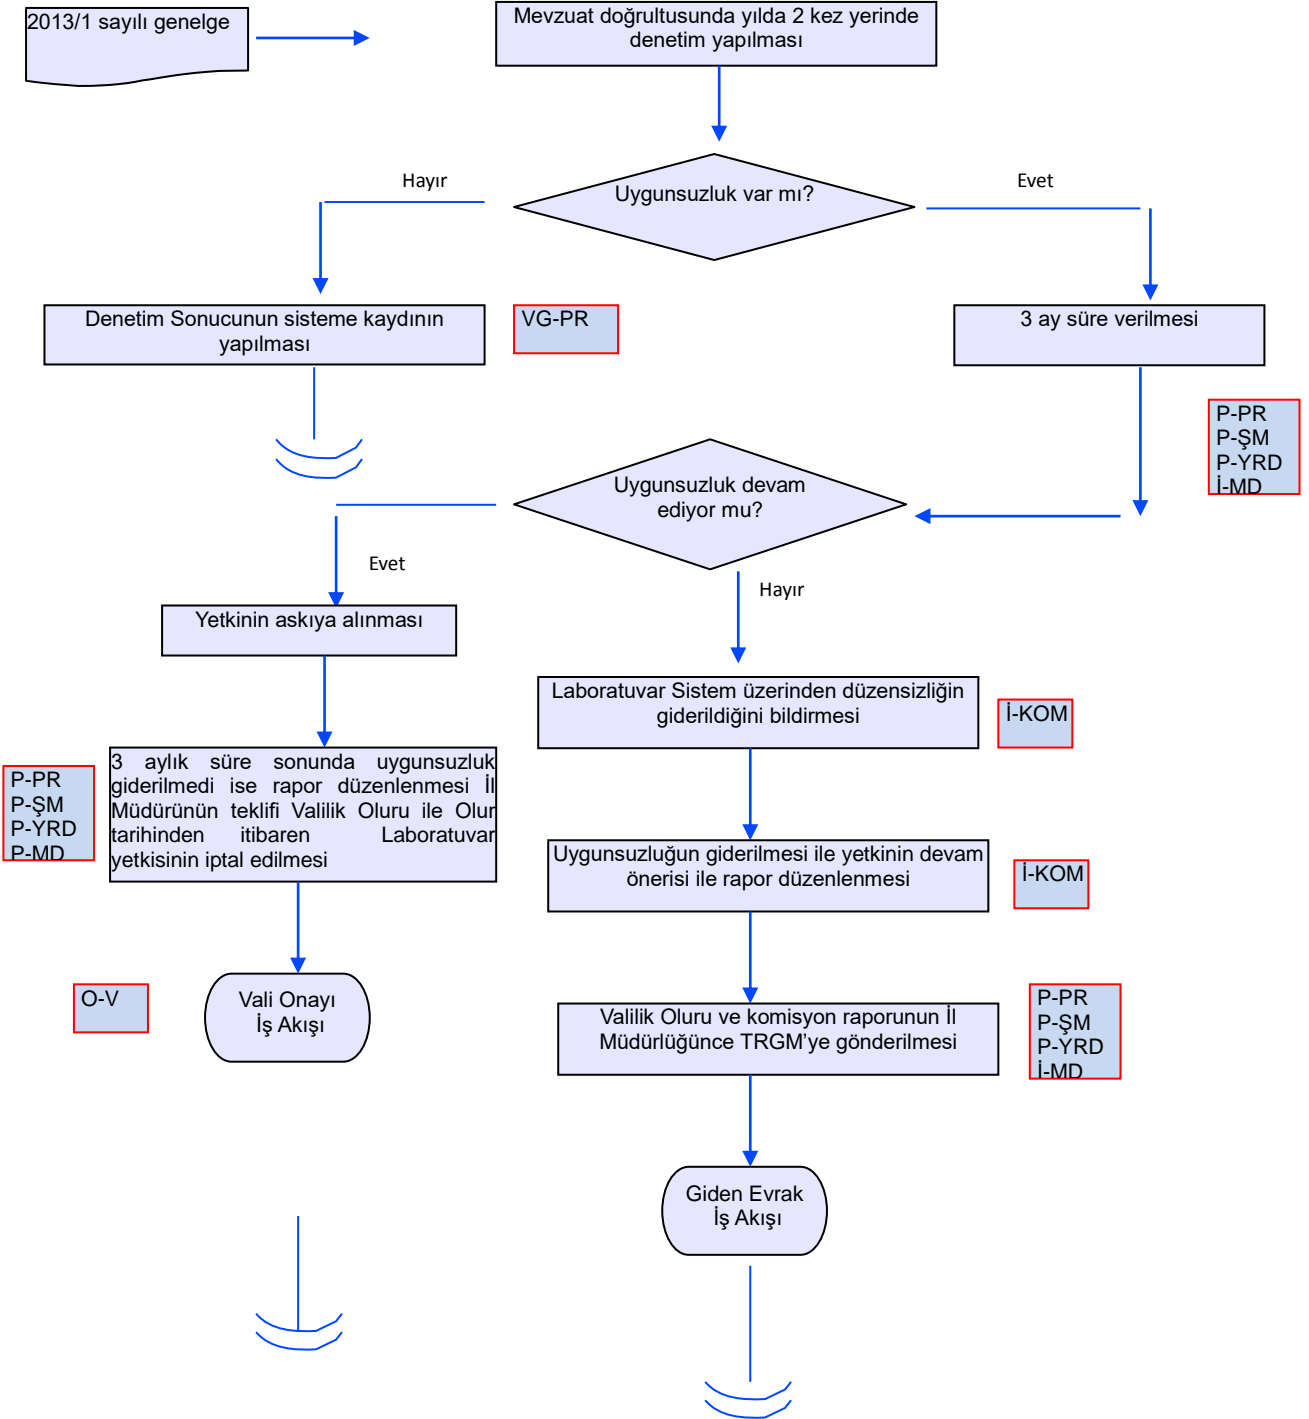 2013/1 sayılı genelge
Mevzuat doğrultusunda yılda 2 kez yerinde
denetim yapılması
Uygunsuzluk var mı?
Hayır
Evet
Denetim Sonucunun sisteme kaydının
yapılması
VG-PR
3 ay süre verilmesi
P-PR
P-ŞM
P-YRD
İ-MD
Uygunsuzluk devam
ediyor mu?
Evet
Hayır
Yetkinin askıya alınması
Laboratuvar Sistem üzerinden düzensizliğin
giderildiğini bildirmesi
İ-KOM
3 aylık süre sonunda uygunsuzluk
giderilmedi ise rapor düzenlenmesi İl
Müdürünün teklifi Valilik Oluru ile Olur
tarihinden itibaren Laboratuvar
yetkisinin iptal edilmesi
P-PR
P-ŞM
P-YRD
P-MD
Uygunsuzluğun giderilmesi ile yetkinin devam
önerisi ile rapor düzenlenmesi
İ-KOM
O-V
Vali Onayı
İş Akışı
Valilik Oluru ve komisyon raporunun İl
Müdürlüğünce TRGM’ye gönderilmesi
P-PR
P-ŞM
P-YRD
İ-MD
Giden Evrak
İş Akışı